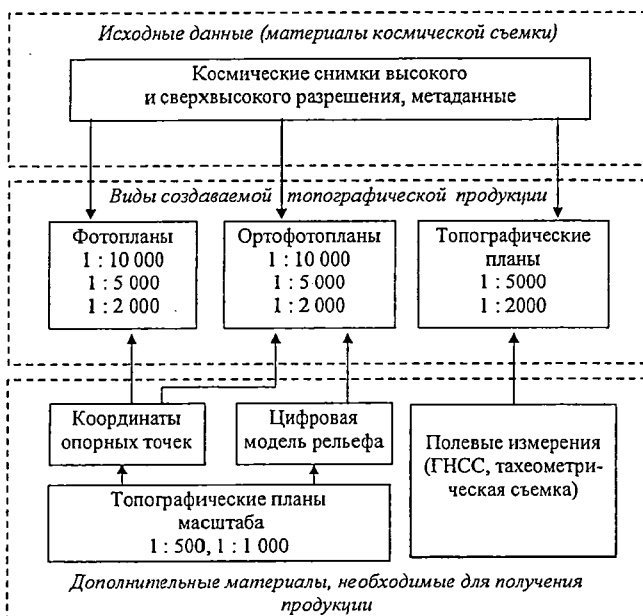 Исходные данные (материалы космической съемки)
Космические снимки высокого
и сверхвысокого разрешения, метаданные
Виды создаваемой топографической продукции
Фотопланы
1 : 10 000
1 : 5 000
1 : 2 000
Ортофотопланы
1 : 10 000
1 : 5 000
1 : 2 000
Топографические
планы
1 : 5000
1 : 2000
Координаты
опорных точек
Цифровая
модель рельефа
Полевые измерения
(ГНСС, тахеометри-
ческая съемка)
Топографические планы
масштаба
1 : 500, 1 : 1 000
Дополнительные материалы, необходимые для получения
продукции